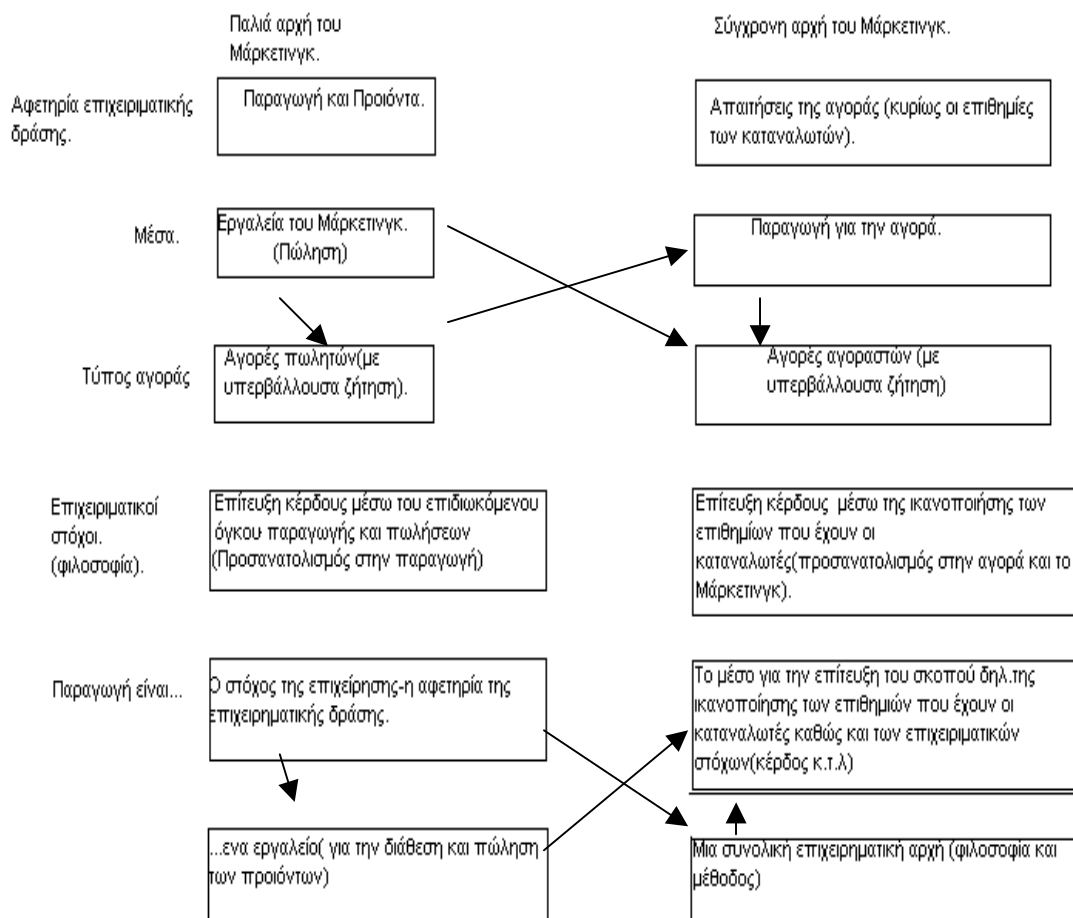 Παλιά αρχή του
Μάρκετινγκ.
Σύγχρονη αρχή του Μάρκετινγκ.
Αφετηρία επιχειριματικής
δράσης.
Παραγωγή και Προιόντα.
Απαιτήσεις της αγοράς (κυρίως οι επιθημίες
των καταναλωτών).
Μέσα.
Εργαλεία του Μάρκετινγκ.
(Πώληση)
Παραγωγή για την αγορά.
Τύπος αγοράς
Αγορές πωλητών(με
υπερβάλλουσα ζήτηση).
Αγορές αγοραστών (με
υπερβάλλουσα ζήτηση)
Επιχειριματικοί
στόχοι.
(φιλοσοφία).
Επίτευξη κέρδους μέσω του επιδιωκόμενου
όγκου παραγωγής και πωλήσεων
(Προσανατολισμός στην παραγωγή)
Επίτευξη κέρδους μέσω της ικανοποιήσης των
επιθημίων που έχουν οι
καταναλωτές(προσανατολισμός στην αγορά και το
Μάρκετινγκ).
Παραγωγή είναι...
Ο στόχος της επιχείρησης-η αφετηρία της
επιχειρηματικής δράσης.
Το μέσο για την επίτευξη του σκοπού δηλ.της
ικανοποίησης των επιθημιών που έχουν οι
καταναλωτές καθώς και των επιχειριματικών
στόχων(κέρδος κ.τ.λ)
...ενα εργαλείο( για την διάθεση και πώληση
των προιόντων)
Μια συνολική επιχειρηματική αρχή (φιλοσοφία και
μέθοδος)